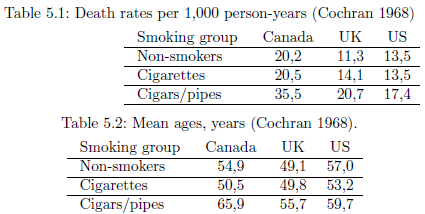 Table 5.1: Death rates per 1,000 person-years (Cochran 1968)
Smoking group Canada UK US
Non-smokers 20,2 11,3 13,5
Cigarettes 20,5 14,1 13,5
Cigars/pipes 35,5 20,7 17,4
Table 5.2: Mean ages, years (Cochran 1968).
Smoking group Canada UK US
Non-smokers 54,9 49,1 57,0
Cigarettes 50,5 49,8 53,2
Cigars/pipes 65,9 55,7 59,7